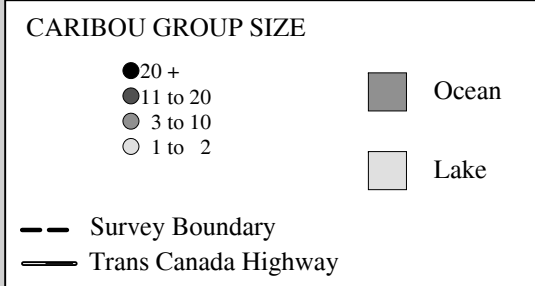 CARIBOU GROUP SIZE
20 +
11 to 20
3 to 10
1 to 2
Ocean
Lake
Survey Boundary
Trans Canada Highway